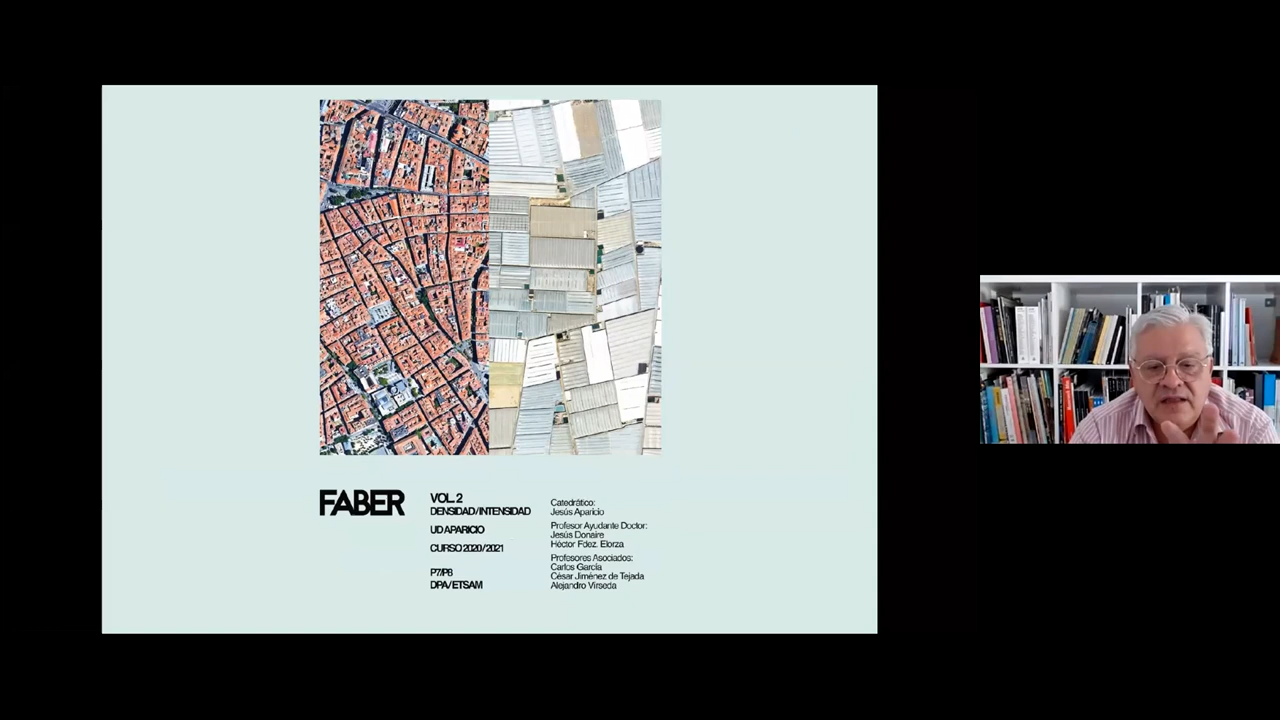 FABER
VOL. 2
DENSIDAD/INTENSIDAD
UD APARICIO
CURSO 2020/2021
P7/P8
DPA/ETSAM
Catedrático:
Jesús Aparicio
Profesor Ayudante Doctor:
Jesús Donaire
Héctor Fdez. Elorza
Profesores Asociados:
Carlos García
César Jiménez de Tejada
Alejandro Vírseda